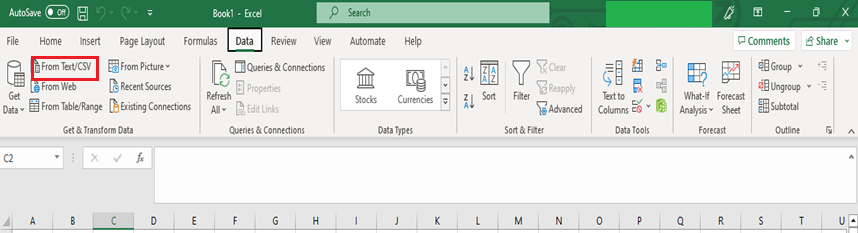 AutoSave Off Book1 - Excel Search
File Home Insert Page Layout Formulas Data Review View Automate Help Comments Share
Get Data
From Text/CSV
From Web
From Table/Range
From Picture
Recent Sources
Existing Connections
Get & Transform Data
Refresh All
Queries & Connections
Properties
Edit Links
Queries & Connections
Stocks Currencies
Data Types
A Z
Z A
Z A A Z
Sort
Filter
Clear
Reapply
Advanced
Sort & Filter
Text to Columns
Data Tools
What-If Analysis
Forecast Sheet
Forecast
Group
Ungroup
Subtotal
Outline
C2 fx
A B C D E F G H I J K L M N O P Q R S T U